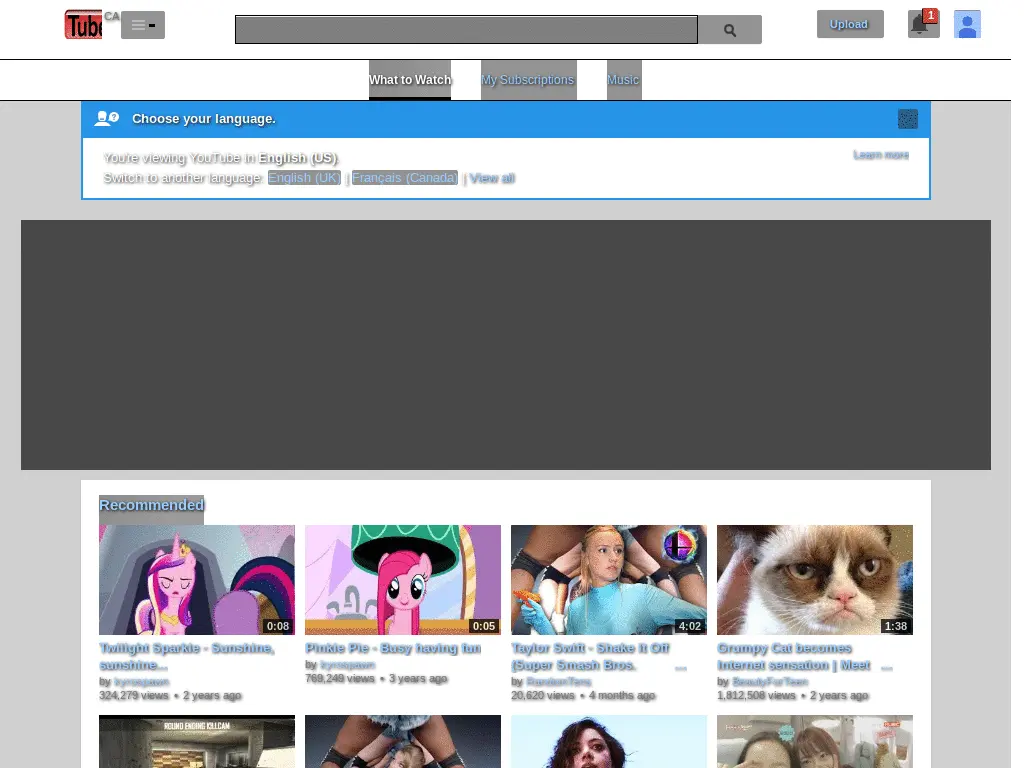 Tube CA
Upload
1
What to Watch My Subscriptions Music
Choose your language.
You're viewing YouTube in English (US).
Learn more
Switch to another language: English (UK) | Français (Canada) | View all
Recommended
0:08
0:05
4:02
1:38
Twilight Sparkle - Sunshine, sunshine...
by kyrospawn
324,279 views • 2 years ago
Pinkie Pie - Busy having fun
by kyrospawn
769,249 views • 3 years ago
Taylor Swift - Shake It Off
(Super Smash Bros. ...
by RandomTens
20,620 views • 4 months ago
Grumpy Cat becomes
Internet sensation | Meet ...
by BeautyForTeen
1,812,508 views • 2 years ago
ROUND ENDING KILLCAM